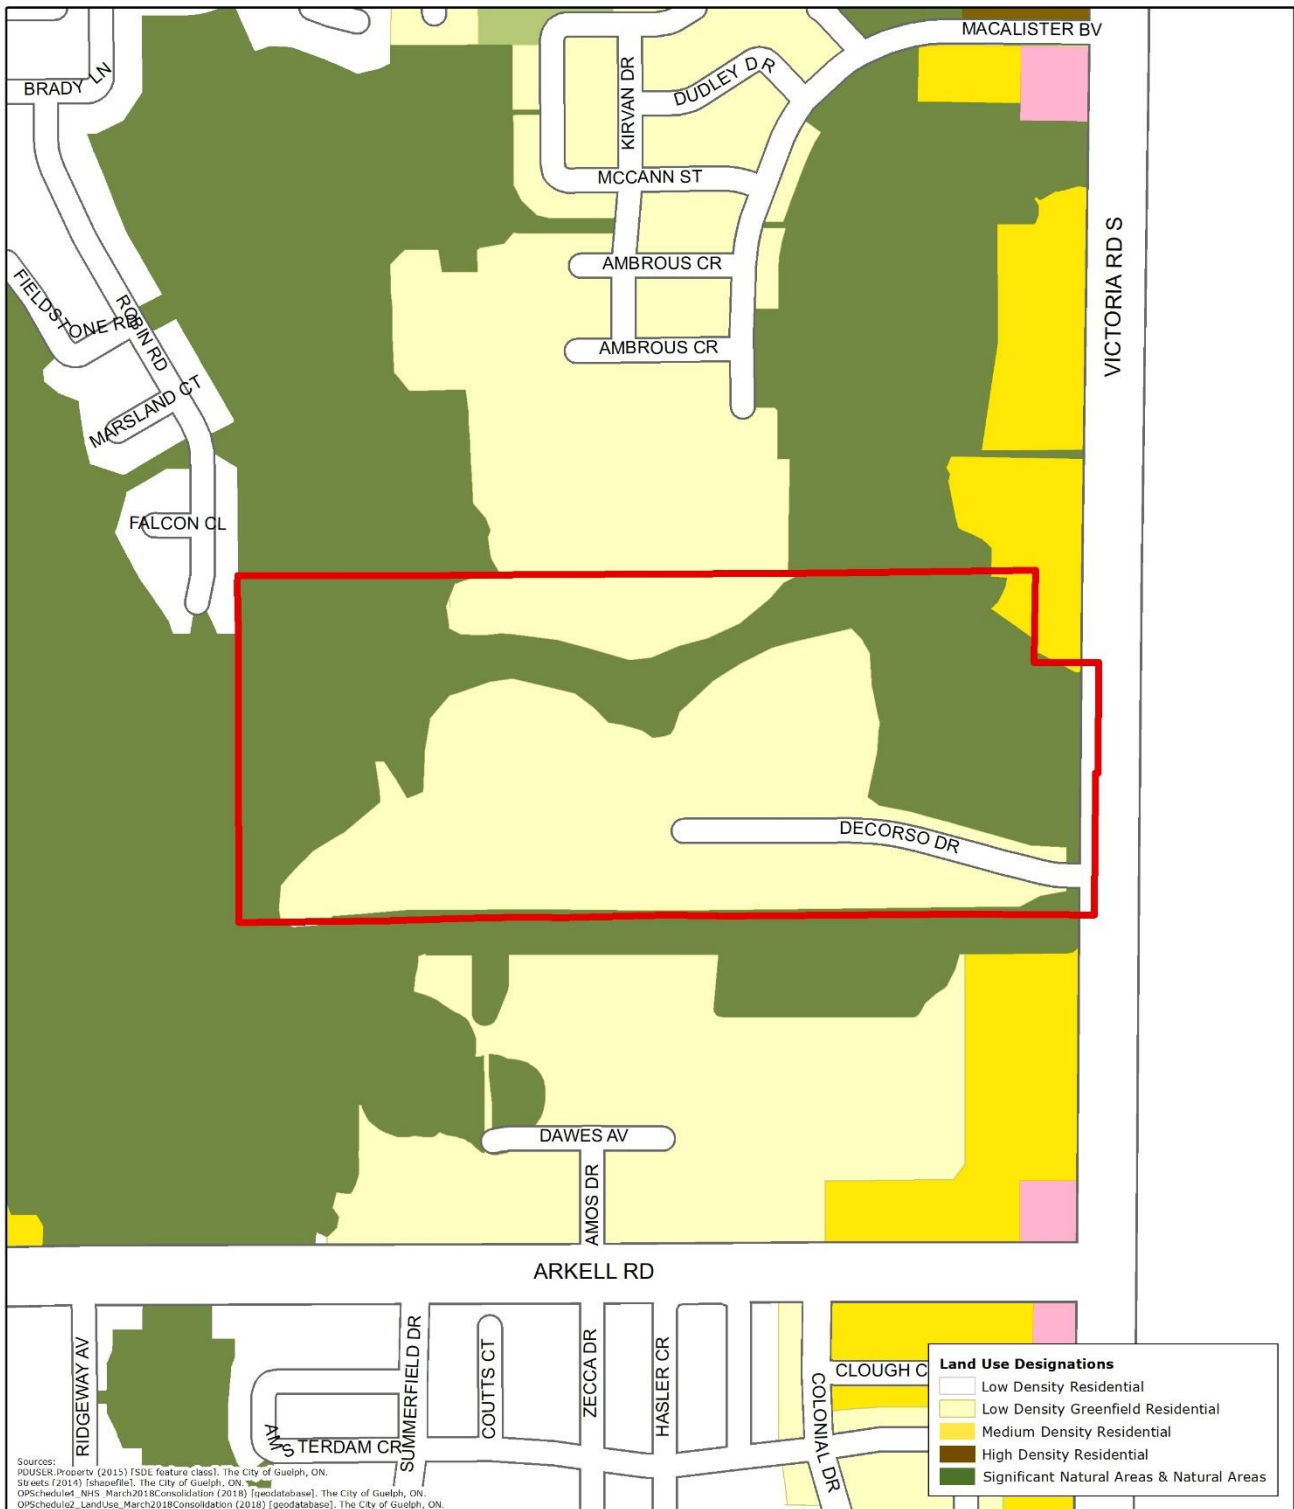 MACALISTER BV
BRADY LN
KIRVAN DR
DUDLEY DR
MCCANN ST
VICTORIA RD S
AMBROUS CR
FIELDSTONE RD
ROBIN RD
AMBROUS CR
MARSLAND CT
FALCON CL
DECORSO DR
DAWES AV
AMOS DR
ARKELL RD
RIDGEWAY AV
SUMMERFIELD DR
COUTTS CT
ZECCA DR
HASLER CR
COLONIAL DR
CLOUGH C
AMSTERDAM CR
Land Use Designations
Low Density Residential
Low Density Greenfield Residential
Medium Density Residential
High Density Residential
Significant Natural Areas & Natural Areas
Sources:
PDUSER.Property (2015) [SDE feature class]. The City of Guelph, ON.
Streets (2014) [shapefile]. The City of Guelph, ON.
OPSchedule4_NHS_March2018Consolidation (2018) [geodatabase]. The City of Guelph, ON.
OPSchedule2_LandUse_March2018Consolidation (2018) [geodatabase]. The City of Guelph, ON.